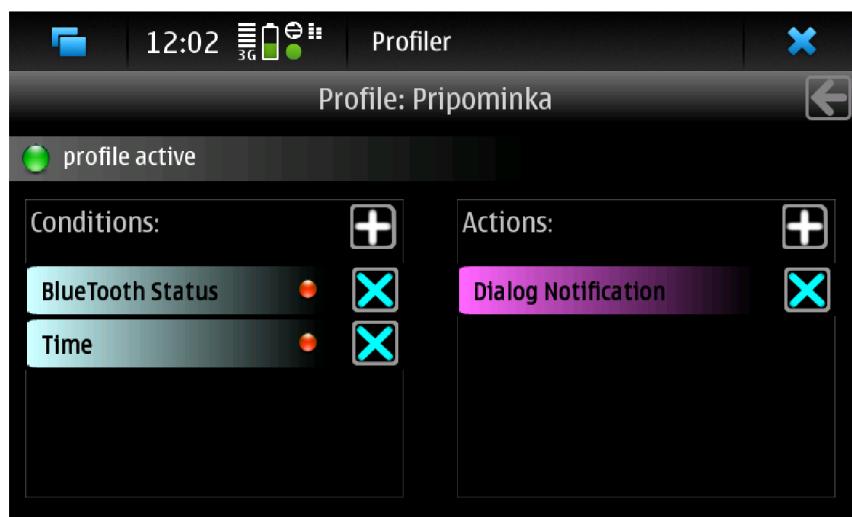 12:02 3G Profiler
Profile: Pripominka
profile active
Conditions:
Actions:
BlueTooth Status
Dialog Notification
Time